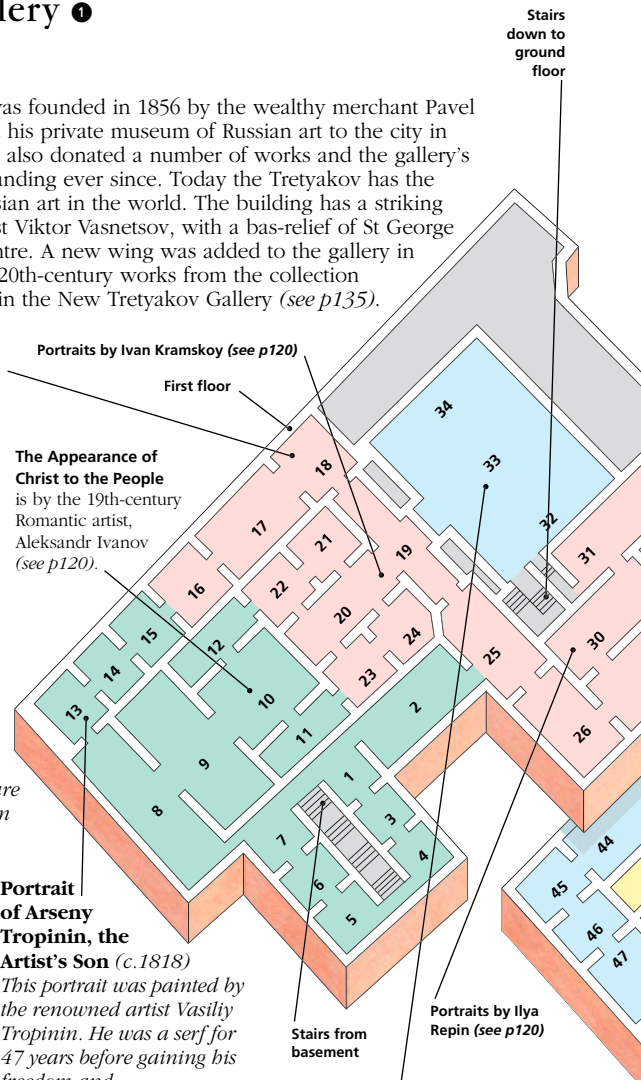 lery 1
Stairs
down to
ground
floor
was founded in 1856 by the wealthy merchant Pavel
his private museum of Russian art to the city in
also donated a number of works and the gallery's
anding ever since. Today the Tretyakov has the
sian art in the world. The building has a striking
st Viktor Vasnetsov, with a bas-relief of St George
ntre. A new wing was added to the gallery in
20th-century works from the collection
in the New Tretyakov Gallery (see p135).
Portraits by Ivan Kramskoy (see p120)
First floor
The Appearance of
Christ to the People
is by the 19th-century
Romantic artist,
Aleksandr Ivanov
(see p120).
34
33
32
31
30
18
17
21
19
16
22
20
24
25
15
12
23
14
10
2
26
13
11
9
1
8
3
7
4
6
5
44
45
46
47
are
n
Portrait
of Arseny
Tropinin, the
Artist's Son (c.1818)
This portrait was painted by
the renowned artist Vasiliy
Tropinin. He was a serf for
47 years before gaining his
freedom and
Stairs from
basement
Portraits by Ilya
Repin (see p120)